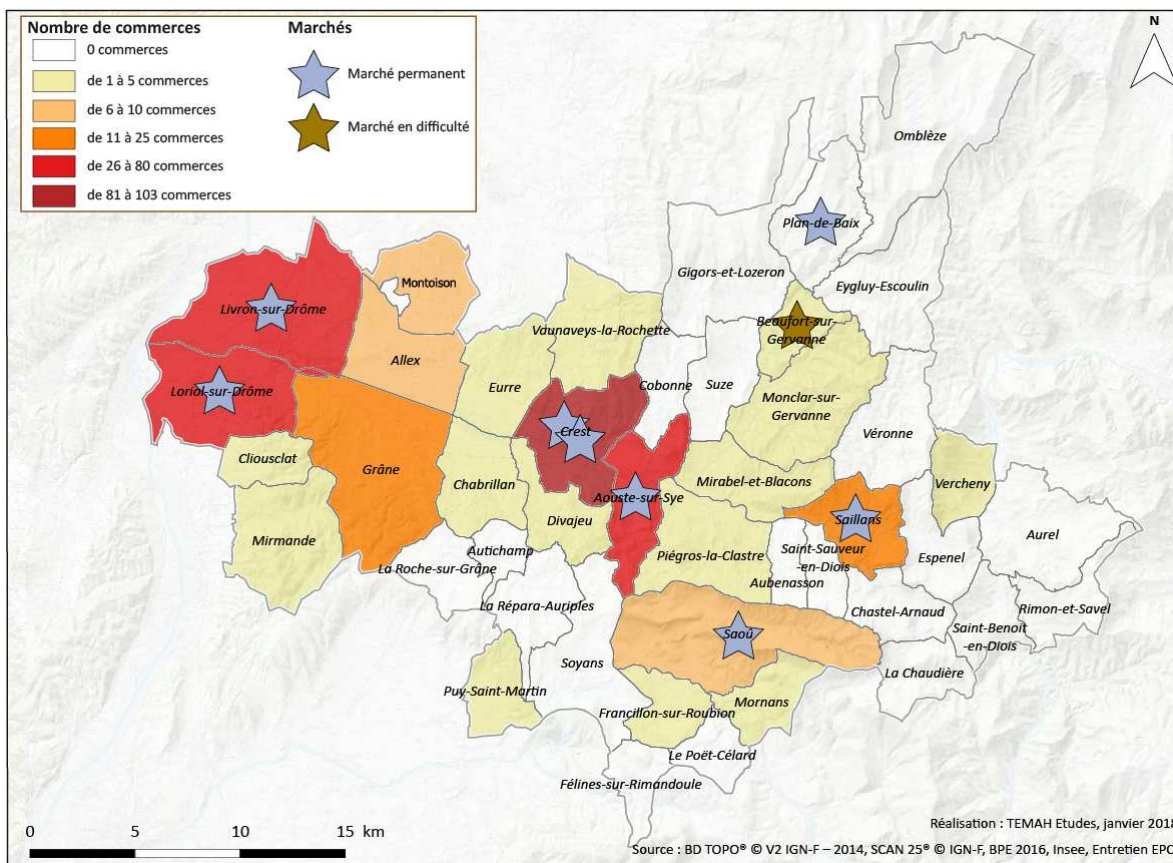 Nombre de commerces
0 commerces
de 1 à 5 commerces
de 6 à 10 commerces
de 11 à 25 commerces
de 26 à 80 commerces
de 81 à 103 commerces
Marchés
Marché permanent
Marché en difficulté
N
Omblèze
Plan-de-Baix
Gigors-et-Lozeron
Eygluy-Escoulin
Montoison
Livron-sur-Drôme
Beaufort-sur-
Gervanne
Vaunaveys-la-Rochette
Allex
Eurre
Cobonne
Suze
Loriol-sur-Drôme
Monclar-sur-
Gervanne
Crest
Véronne
Cliousclat
Grâne
Chabrillan
Mirabel-et-Blacons
Vercheny
Aouste-sur-Sye
Divajeu
Saillans
Aurel
Mirmande
Autichamp
La Roche-sur-Grâne
Piégros-la-Clastre
Saint-Sauveur
-en-Diois
Aubenasson
Espenel
La Répara-Auriples
Chastel-Arnaud
Rimon-et-Savel
Saint-Benoit
-en-Diois
Saoû
Soyans
La Chaudière
Puy-Saint-Martin
Mornans
Francillon-sur-Roubion
Le Poët-Célard
Félines-sur-Rimandoule
0 5 10 15 km
Réalisation : TEMAH Etudes, janvier 2018
Source : BD TOPO® © V2 IGN-F – 2014, SCAN 25® © IGN-F, BPE 2016, Insee, Entretien EPC